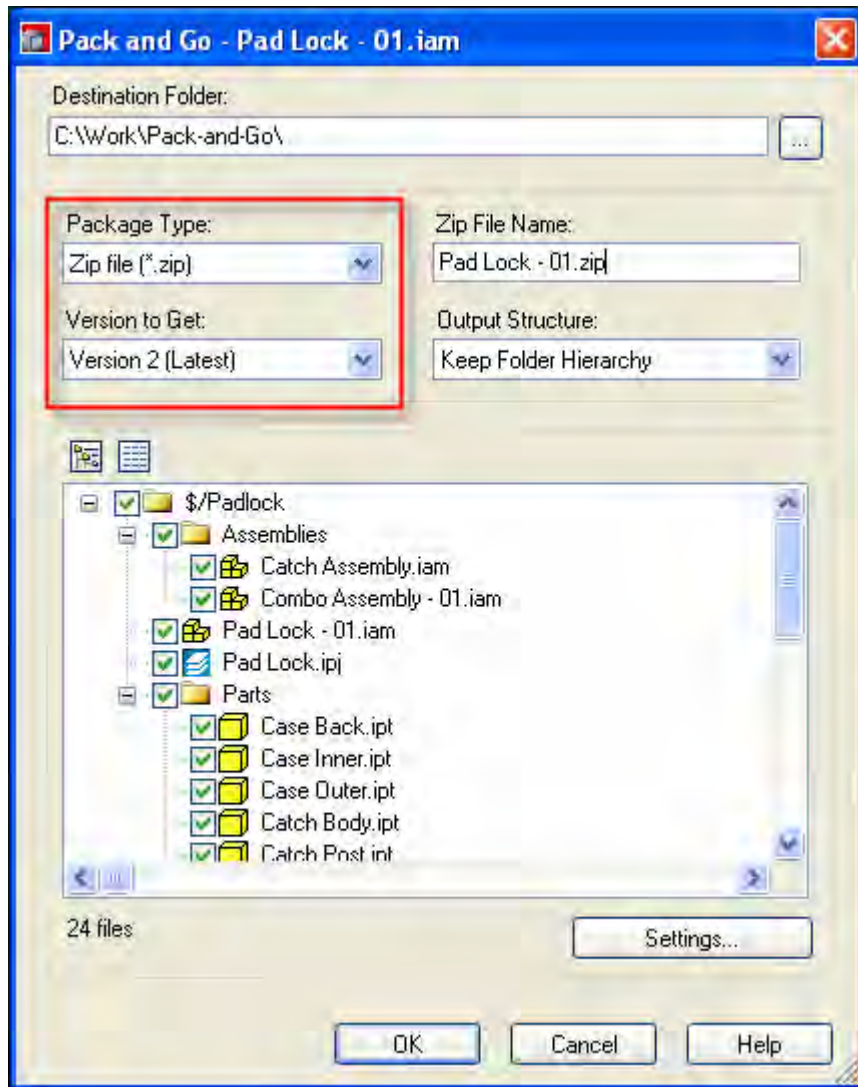 Pack and Go - Pad Lock - 01.iam
Destination Folder:
C:\Work\Pack-and-Go\
...
Package Type:
Zip File Name:
Zip file (*.zip)
Pad Lock - 01.zip
Version to Get:
Output Structure:
Version 2 (Latest)
Keep Folder Hierarchy
$/Padlock
Assemblies
Catch Assembly.iam
Combo Assembly - 01.iam
Pad Lock - 01.iam
Pad Lock.ipj
Parts
Case Back.ipt
Case Inner.ipt
Case Outer.ipt
Catch Body.ipt
Catch Post.ipt
24 files
Settings...
OK
Cancel
Help